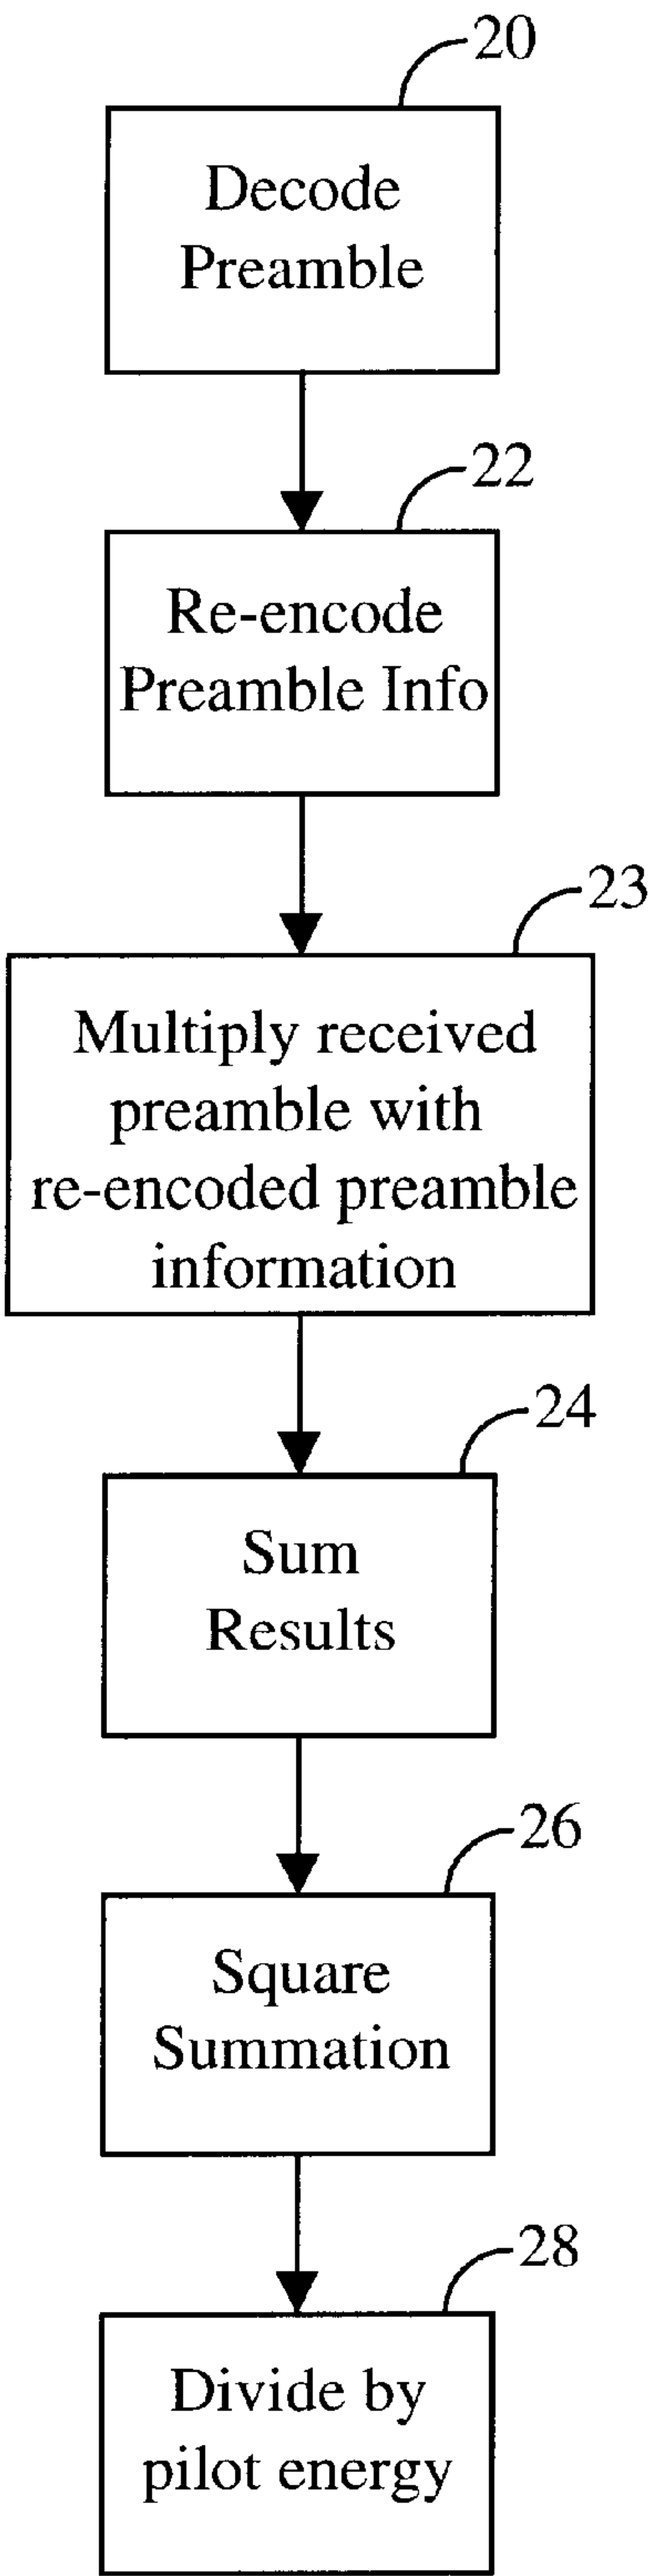 20
Decode
Preamble
22
Re-encode
Preamble Info
23
Multiply received
preamble with
re-encoded preamble
information
24
Sum
Results
26
Square
Summation
28
Divide by
pilot energy